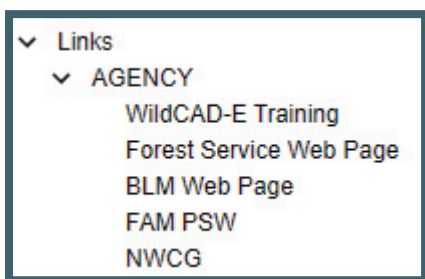 Links
AGENCY
WildCAD-E Training
Forest Service Web Page
BLM Web Page
FAM PSW
NWCG